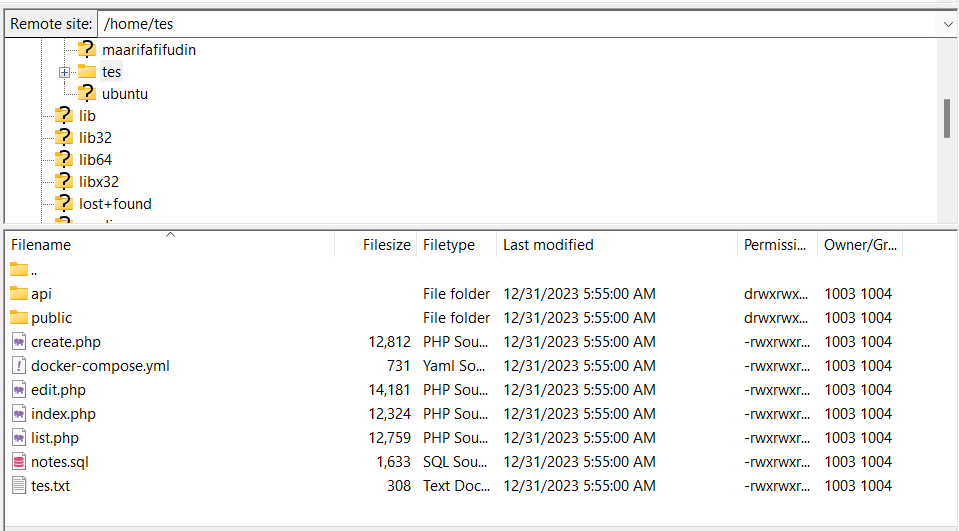 Remote site: /home/tes
maarifafifudin
tes
ubuntu
lib
lib32
lib64
libx32
lost+found
Filename Filesize Filetype Last modified Permissi... Owner/Gr...
..
api File folder 12/31/2023 5:55:00 AM drwxrwx... 1003 1004
public File folder 12/31/2023 5:55:00 AM drwxrwx... 1003 1004
create.php 12,812 PHP Sou... 12/31/2023 5:55:00 AM -rwxrwxr... 1003 1004
docker-compose.yml 731 Yaml So... 12/31/2023 5:55:00 AM -rwxrwxr... 1003 1004
edit.php 14,181 PHP Sou... 12/31/2023 5:55:00 AM -rwxrwxr... 1003 1004
index.php 12,324 PHP Sou... 12/31/2023 5:55:00 AM -rwxrwxr... 1003 1004
list.php 12,759 PHP Sou... 12/31/2023 5:55:00 AM -rwxrwxr... 1003 1004
notes.sql 1,633 SQL Sou... 12/31/2023 5:55:00 AM -rwxrwxr... 1003 1004
tes.txt 308 Text Doc... 12/31/2023 5:55:00 AM -rwxrwxr... 1003 1004